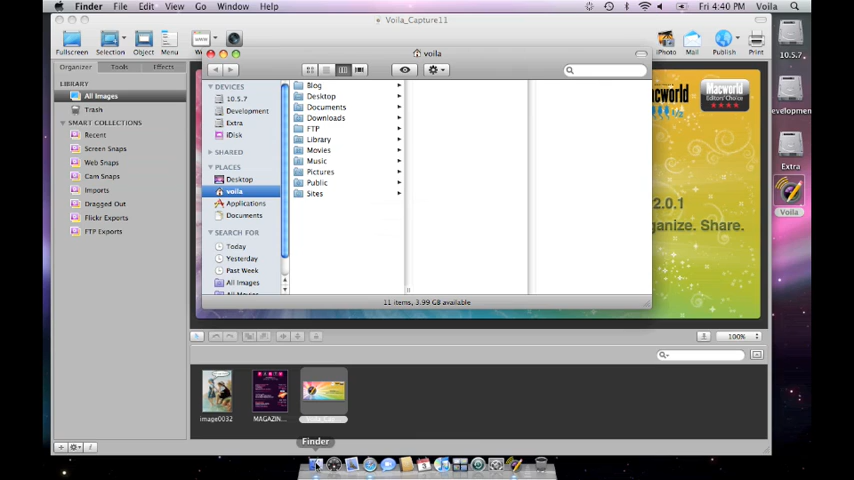 Finder File Edit View Go Window Help Fri 4:40 PM Voila
Voila_Capture11
Fullscreen Selection Object Menu iPhoto Mail Publish Print
Organizer Tools Effects
LIBRARY
All Images
Trash
SMART COLLECTIONS
Recent
Screen Snaps
Web Snaps
Cam Snaps
Imports
Dragged Out
Flickr Exports
FTP Exports
voila
DEVICES
10.5.7
Development
Extra
iDisk
SHARED
PLACES
Desktop
voila
Applications
Documents
SEARCH FOR
Today
Yesterday
Past Week
All Images
Blog
Desktop
Documents
Downloads
FTP
Library
Movies
Music
Pictures
Public
Sites
11 items, 3.99 GB available
Macworld
Editors' Choice
2.0.1
Organize. Share.
10.5.7
Development
Extra
Voila
100%
image0032
MAGAZIN...
Finder